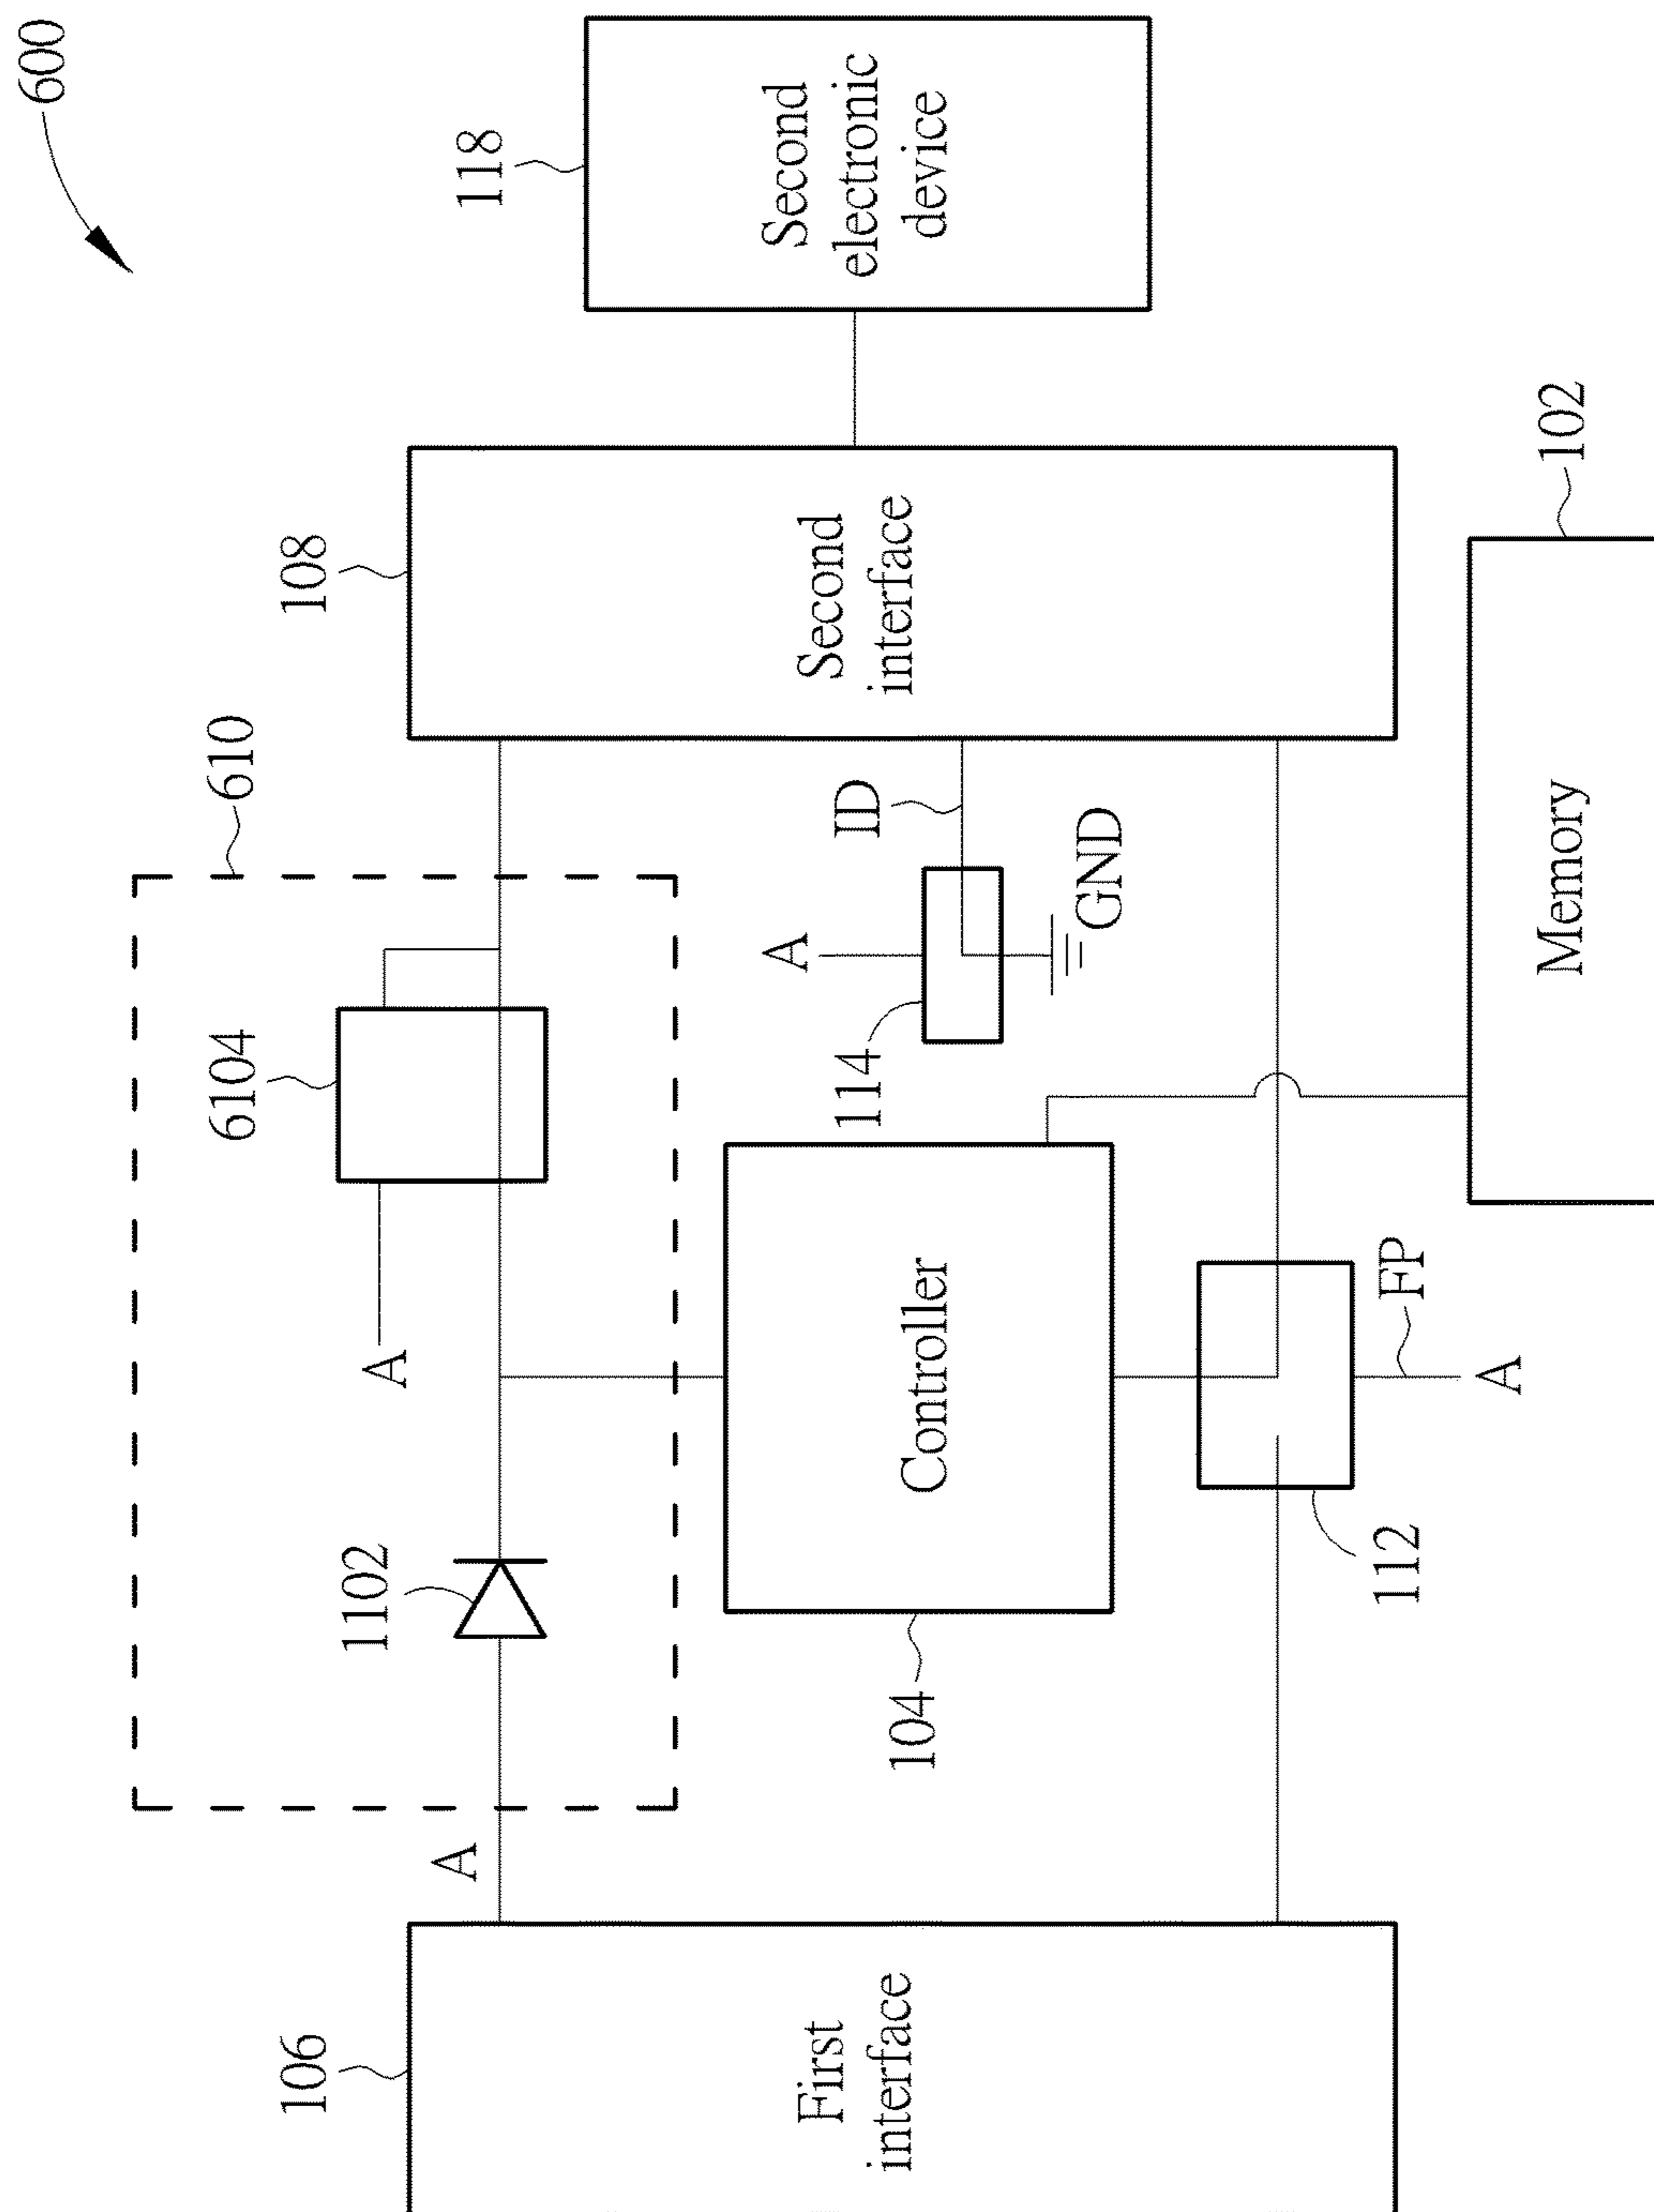 600
610
108
118
6104
1102
106
A
A
Second
electronic
device
Second
interface
First
interface
A
ID
GND
114
Controller
104
112
FP
A
102
Memory